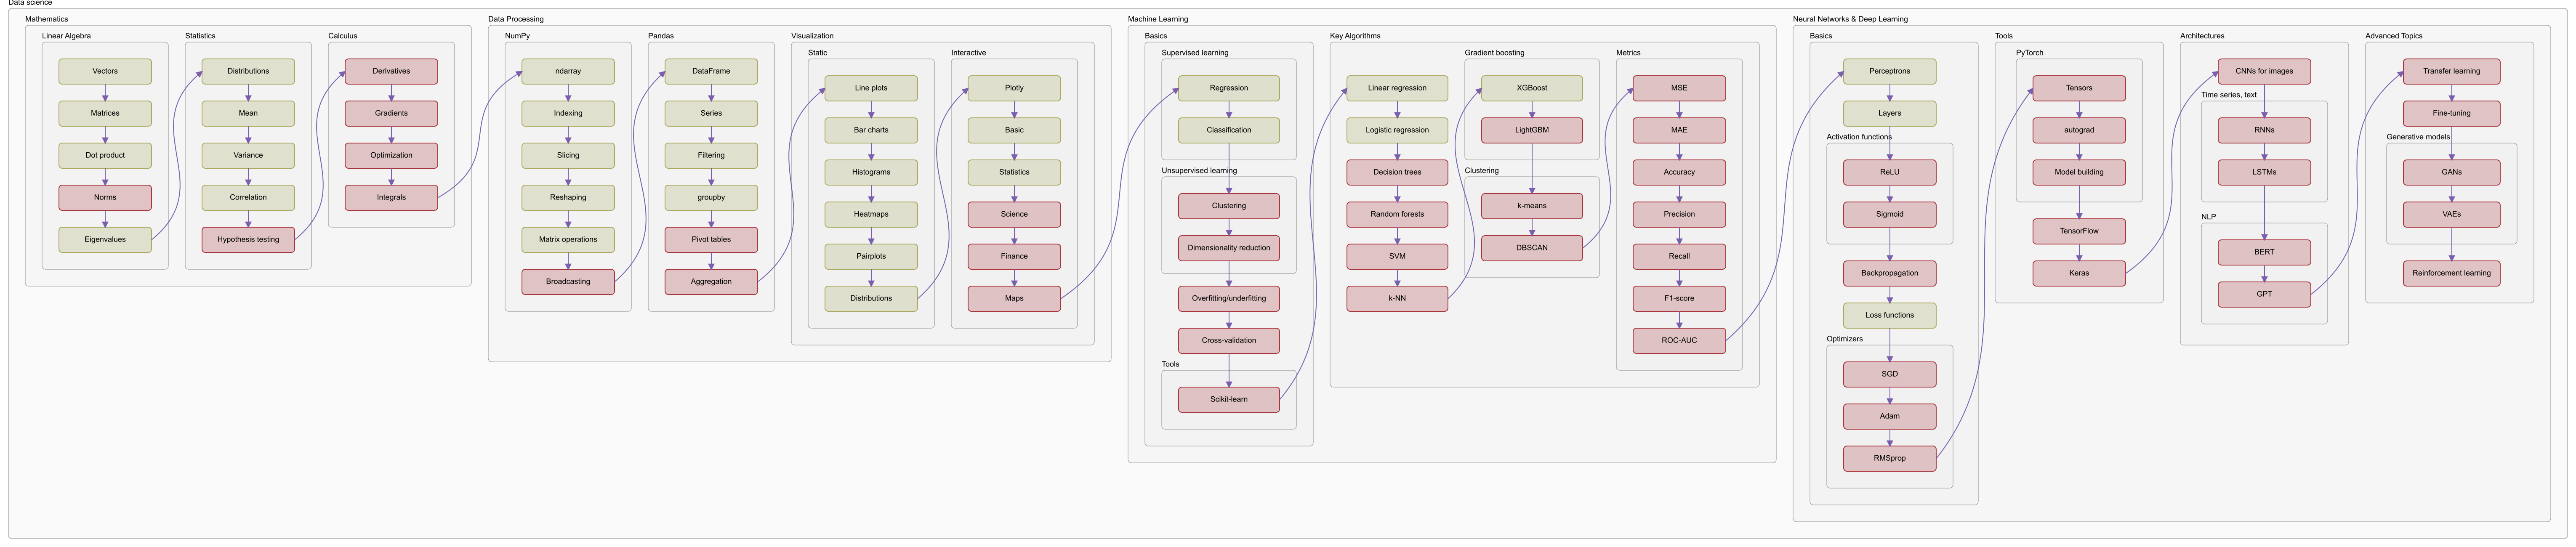 Data science
Mathematics
Linear Algebra
Vectors
Matrices
Dot product
Norms
Eigenvalues
Statistics
Distributions
Mean
Variance
Correlation
Hypothesis testing
Calculus
Derivatives
Gradients
Optimization
Integrals
Data Processing
NumPy
ndarray
Indexing
Slicing
Reshaping
Matrix operations
Broadcasting
Pandas
DataFrame
Series
Filtering
groupby
Pivot tables
Aggregation
Visualization
Static
Line plots
Bar charts
Histograms
Heatmaps
Pairplots
Distributions
Interactive
Plotly
Basic
Statistics
Science
Finance
Maps
Machine Learning
Basics
Supervised learning
Regression
Classification
Unsupervised learning
Clustering
Dimensionality reduction
Overfitting/underfitting
Cross-validation
Tools
Scikit-learn
Key Algorithms
Linear regression
Logistic regression
Decision trees
Random forests
SVM
k-NN
Gradient boosting
XGBoost
LightGBM
Clustering
k-means
DBSCAN
Metrics
MSE
MAE
Accuracy
Precision
Recall
F1-score
ROC-AUC
Neural Networks & Deep Learning
Basics
Perceptrons
Layers
Activation functions
ReLU
Sigmoid
Backpropagation
Loss functions
Optimizers
SGD
Adam
RMSprop
Tools
PyTorch
Tensors
autograd
Model building
TensorFlow
Keras
Architectures
CNNs for images
Time series, text
RNNs
LSTMs
NLP
BERT
GPT
Advanced Topics
Transfer learning
Fine-tuning
Generative models
GANs
VAEs
Reinforcement learning